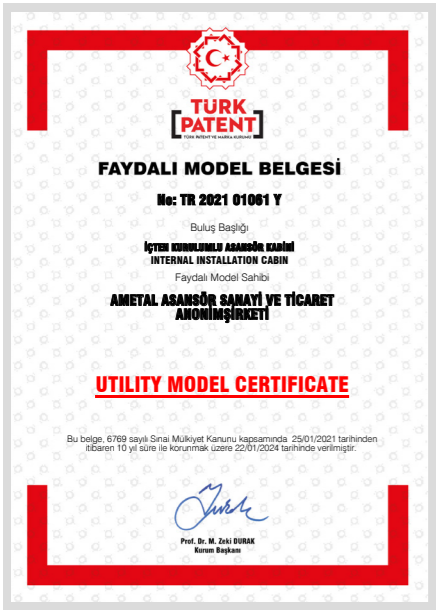 TÜRK
PATENT
TÜRK PATENT VE MARKA KURUMU
FAYDALI MODEL BELGESİ
No: TR 2021 01061 Y
Buluş Başlığı
İÇTEN KURULUMLU ASANSÖR KABİNİ
INTERNAL INSTALLATION CABIN
Faydalı Model Sahibi
AMETAL ASANSÖR SANAYİ VE TİCARET
ANONİMŞİRKETİ
UTILITY MODEL CERTIFICATE
Bu belge, 6769 sayılı Sınai Mülkiyet Kanunu kapsamında 25/01/2021 tarihinden
itibaren 10 yıl süre ile korunmak üzere 22/01/2024 tarihinde verilmiştir.
Prof. Dr. M. Zeki DURAK
Kurum Başkanı